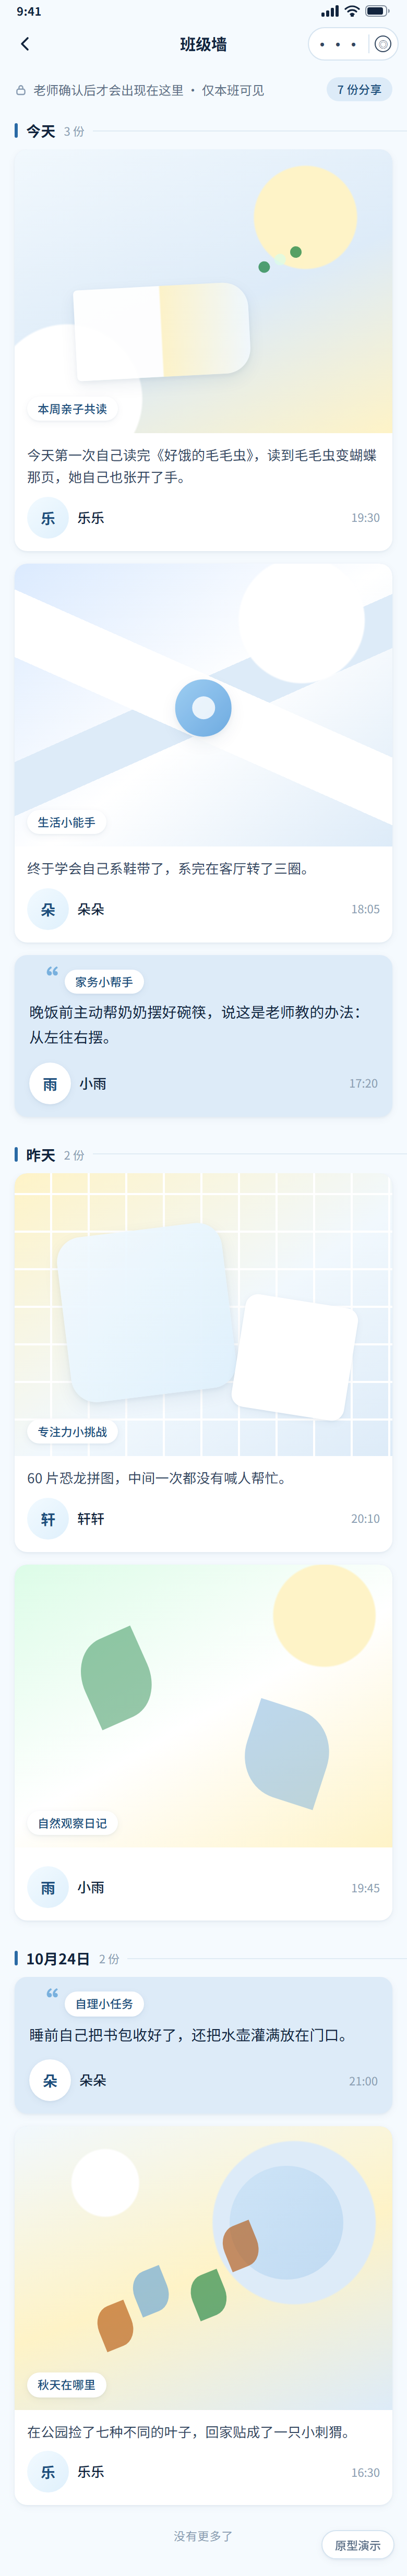 9:41
班级墙
老师确认后才会出现在这里 · 仅本班可见
7 份分享
今天 3 份
本周亲子共读
今天第一次自己读完《好饿的毛毛虫》，读到毛毛虫变蝴蝶
那页，她自己也张开了手。
乐 乐乐 19:30
生活小能手
终于学会自己系鞋带了，系完在客厅转了三圈。
朵 朵朵 18:05
“ 家务小帮手
晚饭前主动帮奶奶摆好碗筷，说这是老师教的办法：
从左往右摆。
雨 小雨 17:20
昨天 2 份
专注力小挑战
60 片恐龙拼图，中间一次都没有喊人帮忙。
轩 轩轩 20:10
自然观察日记
雨 小雨 19:45
10月24日 2 份
“ 自理小任务
睡前自己把书包收好了，还把水壶灌满放在门口。
朵 朵朵 21:00
秋天在哪里
在公园捡了七种不同的叶子，回家贴成了一只小刺猬。
乐 乐乐 16:30
没有更多了
原型演示